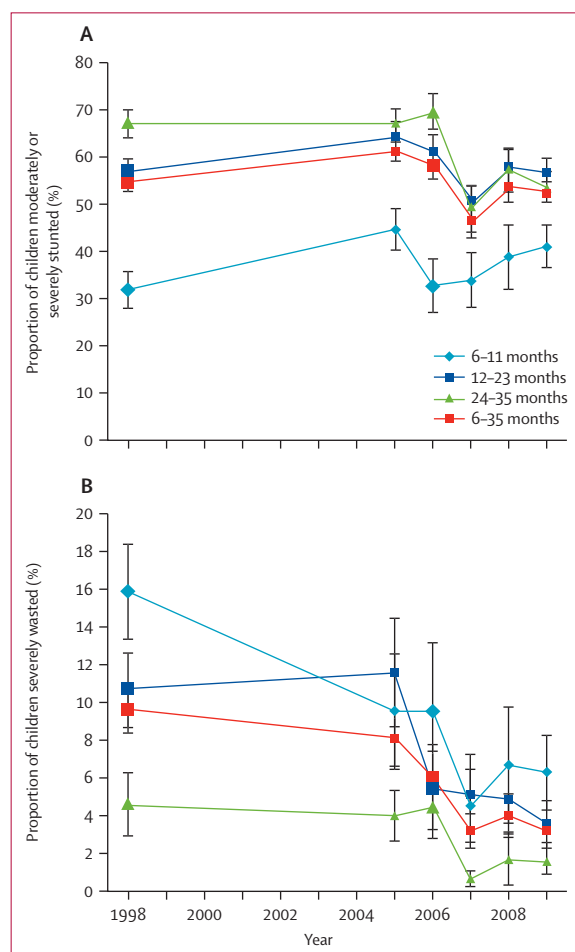 A
80
70
60
50
40
30
20
10
0
Proportion of children moderately or
severely stunted (%)
6–11 months
12–23 months
24–35 months
6–35 months
B
20
18
16
14
12
10
8
6
4
2
0
Proportion of children severely wasted (%)
1998 2000 2002 2004 2006 2008
Year